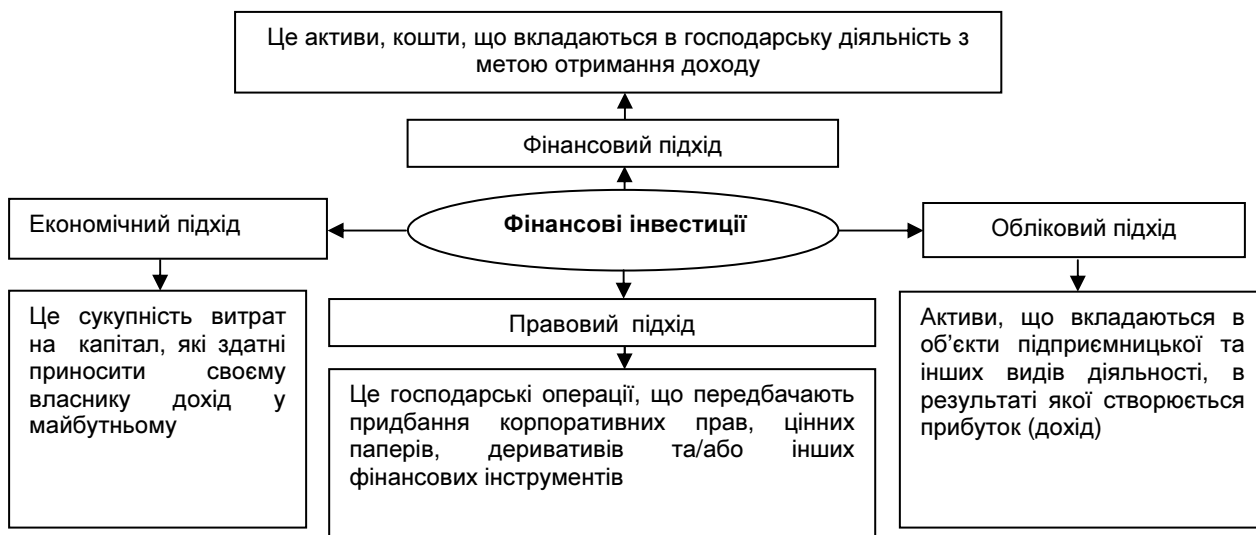 Це активи, кошти, що вкладаються в господарську діяльність з
метою отримання доходу
Фінансовий підхід
Фінансові інвестиції
Економічний підхід
Обліковий підхід
Правовий підхід
Це сукупність витрат
на капітал, які здатні
приносити своєму
власнику дохід у
майбутньому
Це господарські операції, що передбачають
придбання корпоративних прав, цінних
паперів, деривативів та/або інших
фінансових інструментів
Активи, що вкладаються в
об’єкти підприємницької та
інших видів діяльності, в
результаті якої створюється
прибуток (дохід)